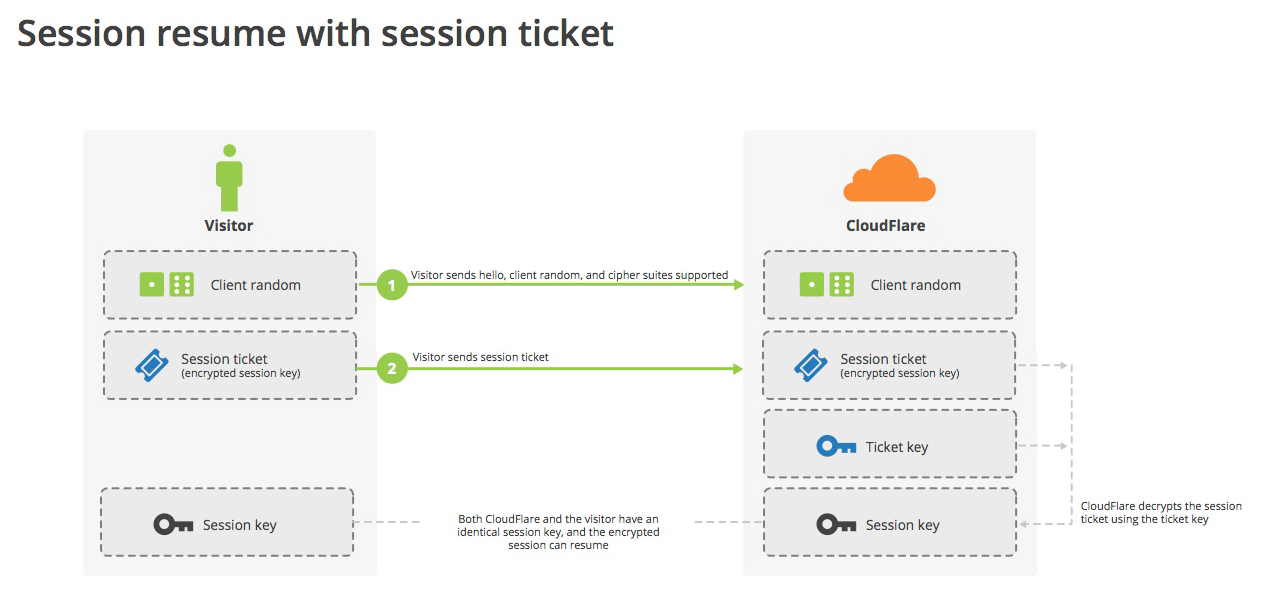 Session resume with session ticket
Visitor
CloudFlare
Client random
1
Visitor sends hello, client random, and cipher suites supported
Client random
Session ticket
(encrypted session key)
2
Visitor sends session ticket
Session ticket
(encrypted session key)
Ticket key
Session key
Both CloudFlare and the visitor have an
identical session key, and the encrypted
session can resume
Session key
CloudFlare decrypts the session
ticket using the ticket key